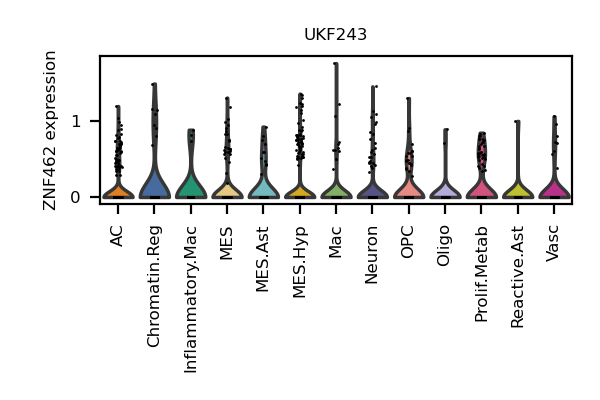 UKF243
ZNF462 expression
1
0
AC
Chromatin.Reg
Inflammatory.Mac
MES
MES.Ast
MES.Hyp
Mac
Neuron
OPC
Oligo
Prolif.Metab
Reactive.Ast
Vasc